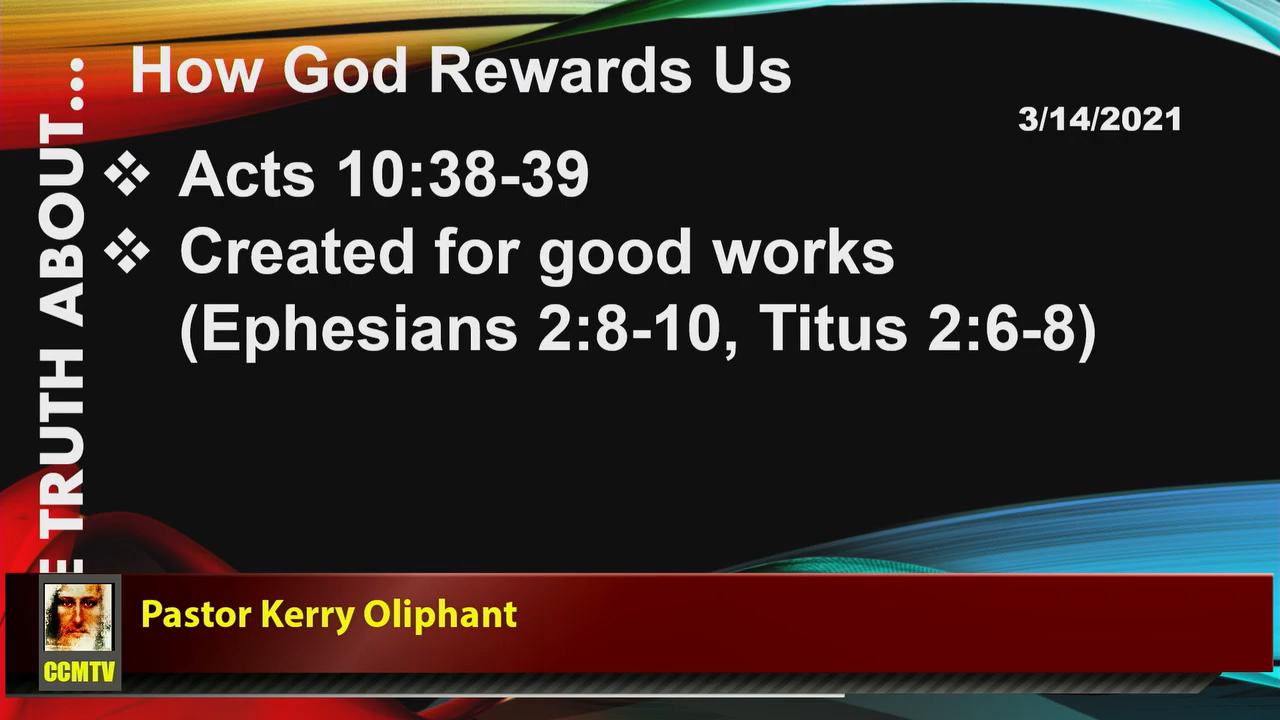 How God Rewards Us
3/14/2021
E TRUTH ABOUT...
❖ Acts 10:38-39
❖ Created for good works
(Ephesians 2:8-10, Titus 2:6-8)
Pastor Kerry Oliphant
CCMTV